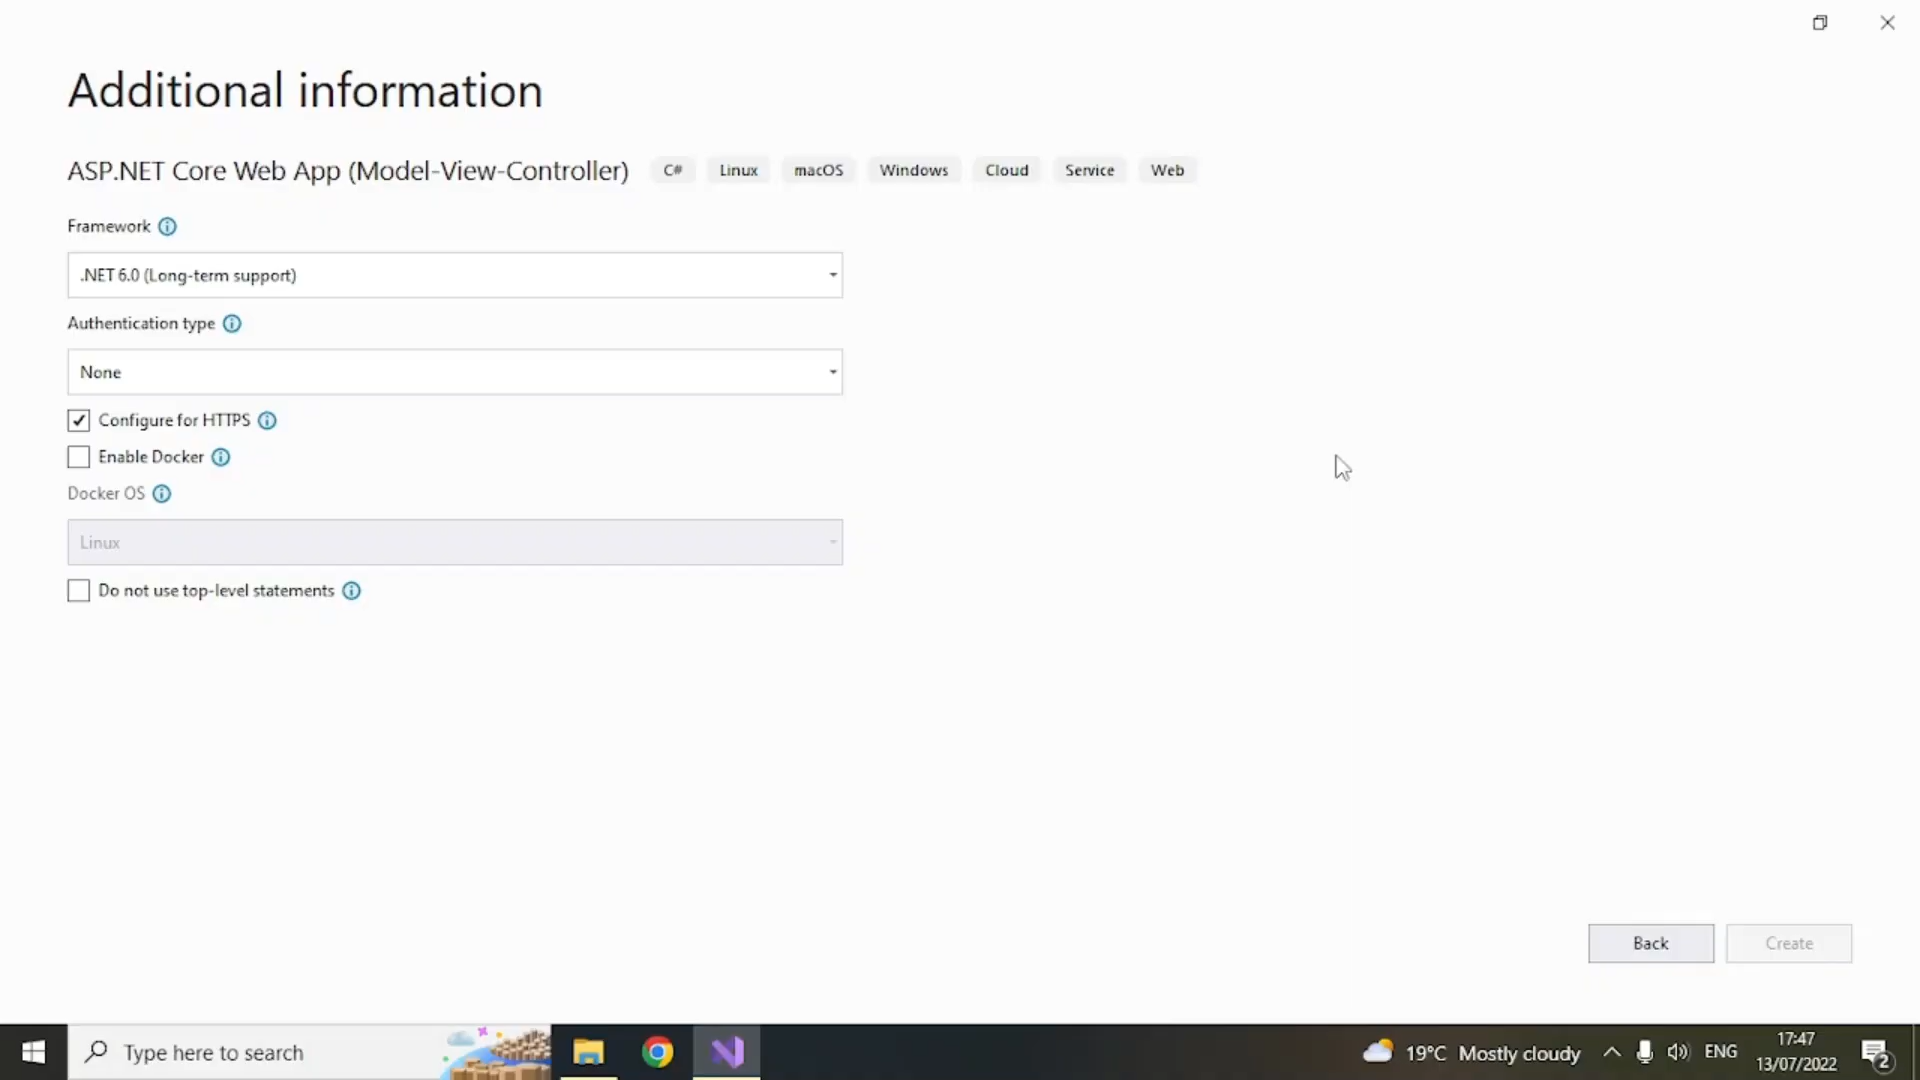 Additional information
ASP.NET Core Web App (Model-View-Controller) C# Linux macOS Windows Cloud Service Web
Framework
.NET 6.0 (Long-term support)
Authentication type
None
Configure for HTTPS
Enable Docker
Docker OS
Linux
Do not use top-level statements
Back Create
Type here to search
19°C Mostly cloudy
ENG
17:47
13/07/2022
2